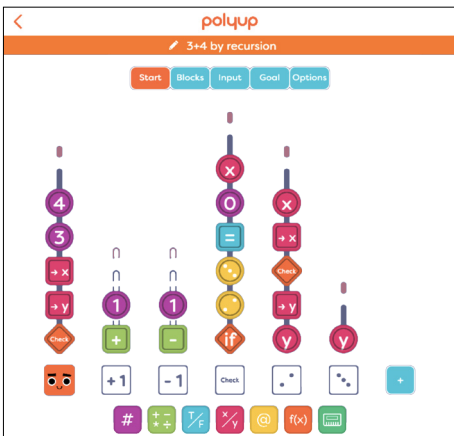 polyup
3+4 by recursion
Start Blocks Input Goal Options
x
4 0 x
3 = → x
→ x Check
→ y 1 1 → y
Check + - if y y
+ 1 - 1 Check +
# + − * ÷ T/F x/y @ f(x)